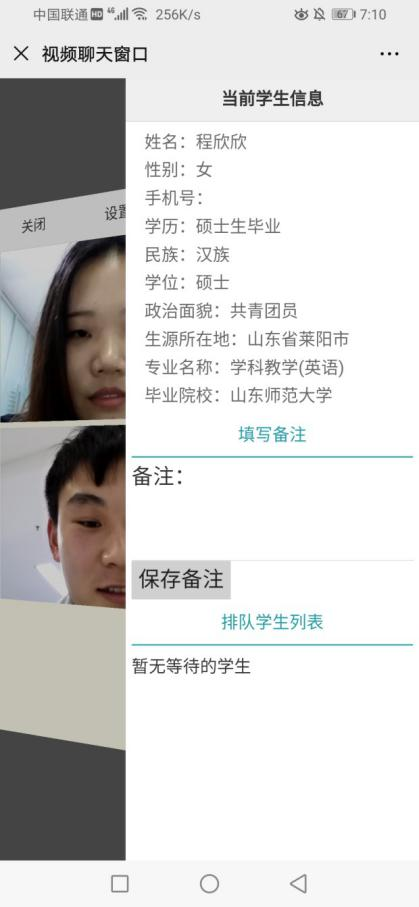 中国联通 HD 46 256K/s 67 7:10
视频聊天窗口
当前学生信息
关闭
设置
姓名：程欣欣
性别：女
手机号：
学历：硕士生毕业
民族：汉族
学位：硕士
政治面貌：共青团员
生源所在地：山东省莱阳市
专业名称：学科教学(英语)
毕业院校：山东师范大学
填写备注
备注：
保存备注
排队学生列表
暂无等待的学生